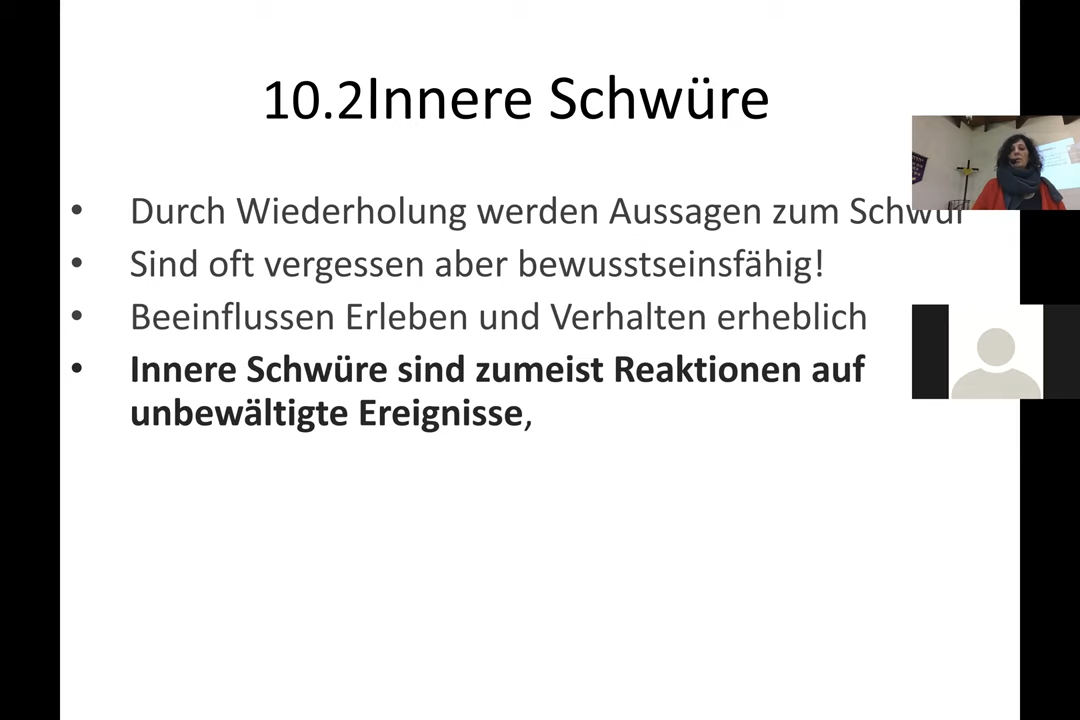 10.2Innere Schwüre
• Durch Wiederholung werden Aussagen zum Schwur
• Sind oft vergessen aber bewusstseinsfähig!
• Beeinflussen Erleben und Verhalten erheblich
• Innere Schwüre sind zumeist Reaktionen auf
unbewältigte Ereignisse,